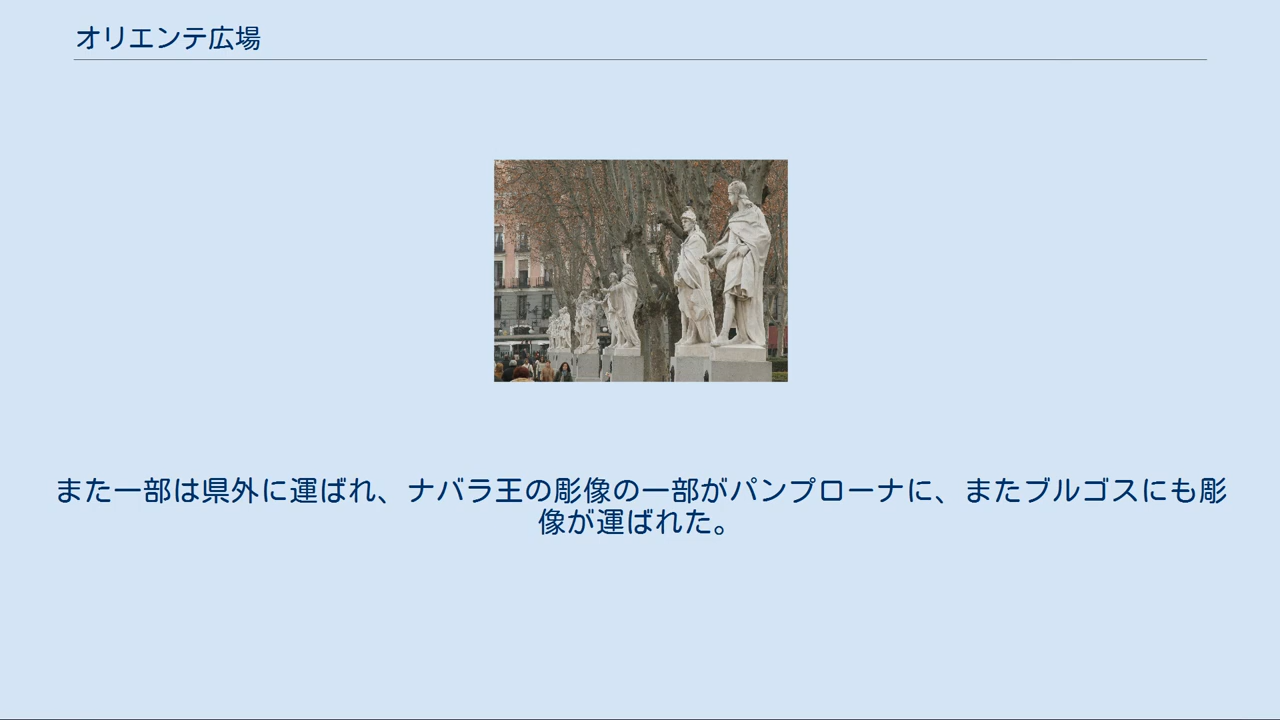 オリエンテ広場
また一部は県外に運ばれ、ナバラ王の彫像の一部がパンプローナに、またブルゴスにも彫
像が運ばれた。